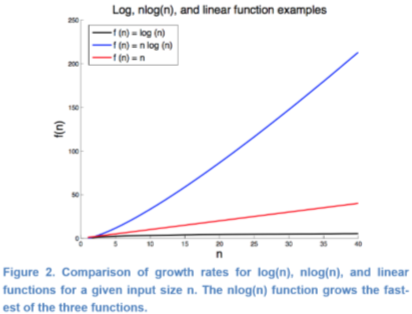 Log, nlog(n), and linear function examples
250
f (n) = log (n)
f (n) = n log (n)
f (n) = n
200
150
f(n)
100
50
0
0 5 10 15 20 25 30 35 40
n
Figure 2. Comparison of growth rates for log(n), nlog(n), and linear
functions for a given input size n. The nlog(n) function grows the fast-
est of the three functions.